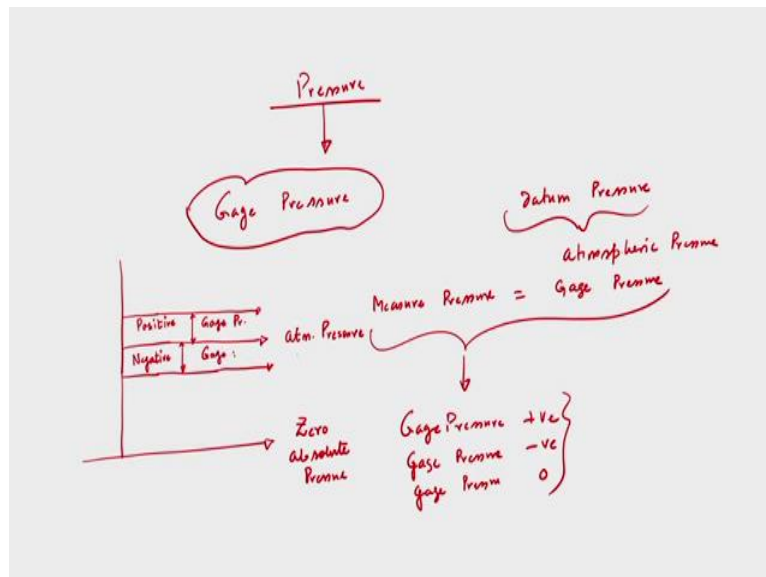 Pressure
Gage Pressure
Datum Pressure
atmospheric Pressure
Measure Pressure = Gage Pressure
Positive Gage Pr.
atm. Pressure
Negative Gage :
Zero
absolute
Pressure
Gage Pressure +ve
Gage Pressure -ve
Gage Pressure 0